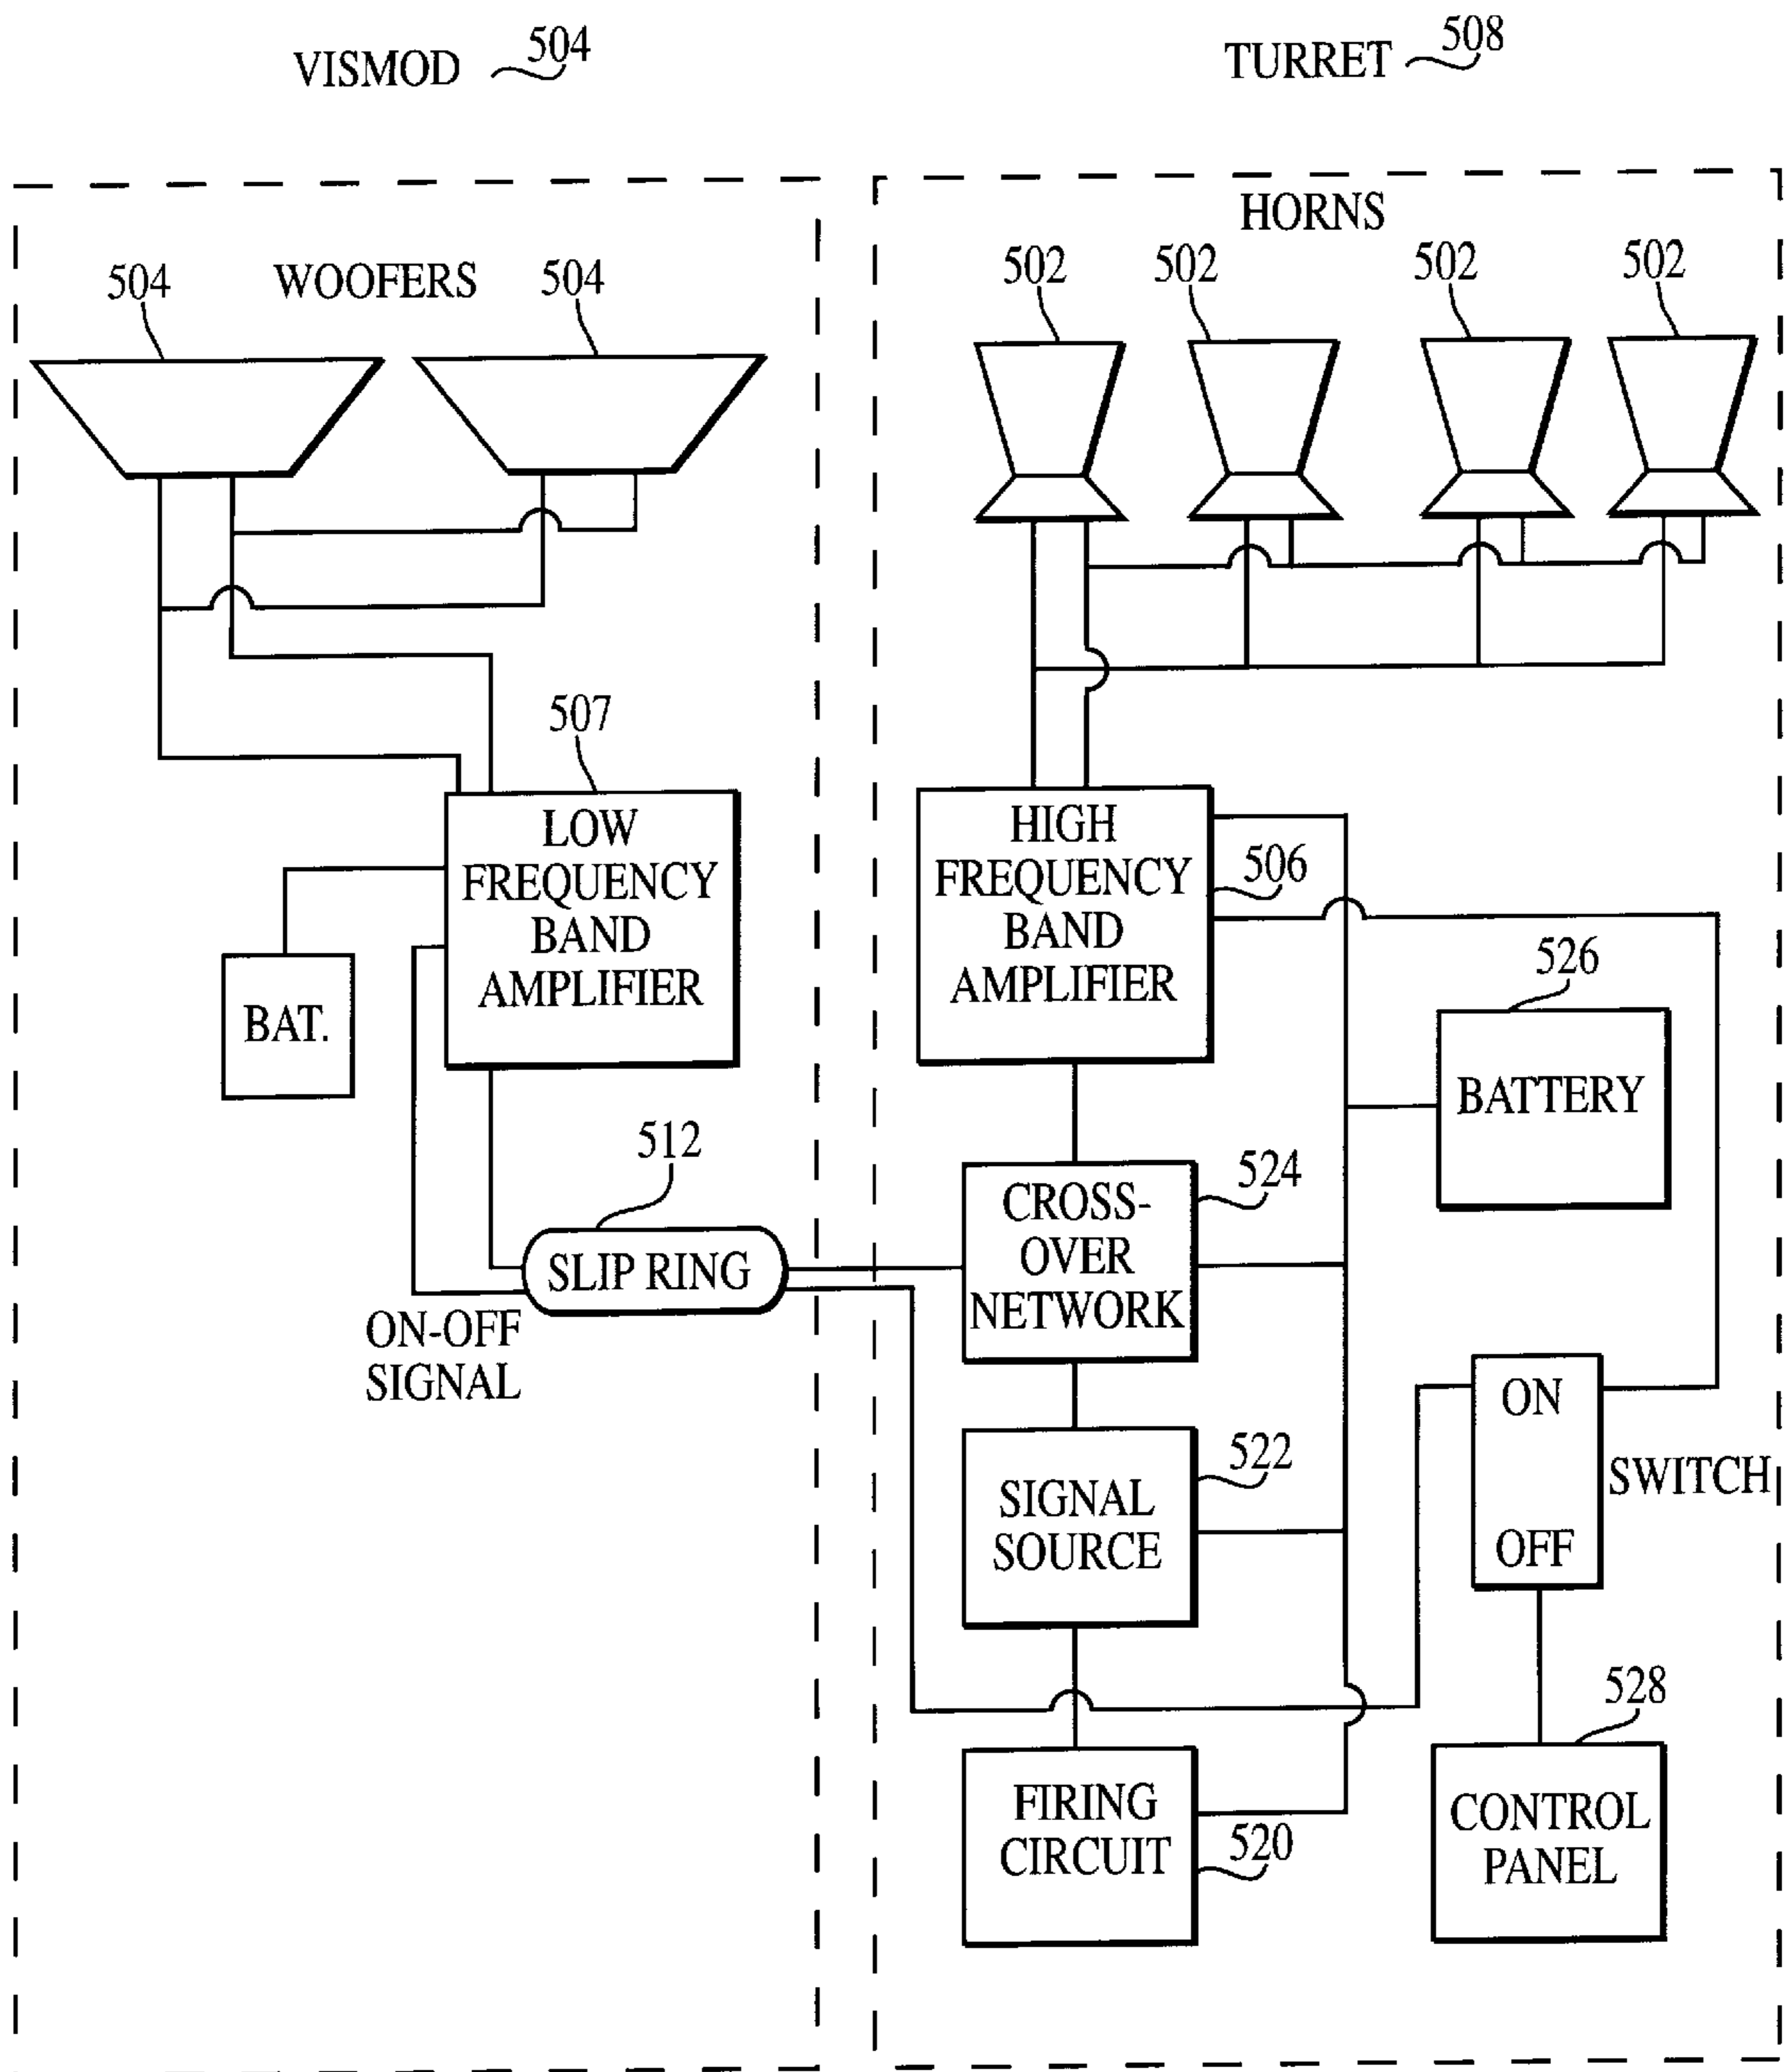 VISMOD 504
TURRET 508
WOOFERS
504
504
HORNS
502
502
502
502
507
LOW
FREQUENCY
BAND
AMPLIFIER
BAT.
512
SLIP RING
ON-OFF
SIGNAL
HIGH
FREQUENCY
BAND
AMPLIFIER
506
526
BATTERY
CROSS-
OVER
NETWORK
524
SIGNAL
SOURCE
522
ON
OFF
SWITCH
FIRING
CIRCUIT
520
528
CONTROL
PANEL